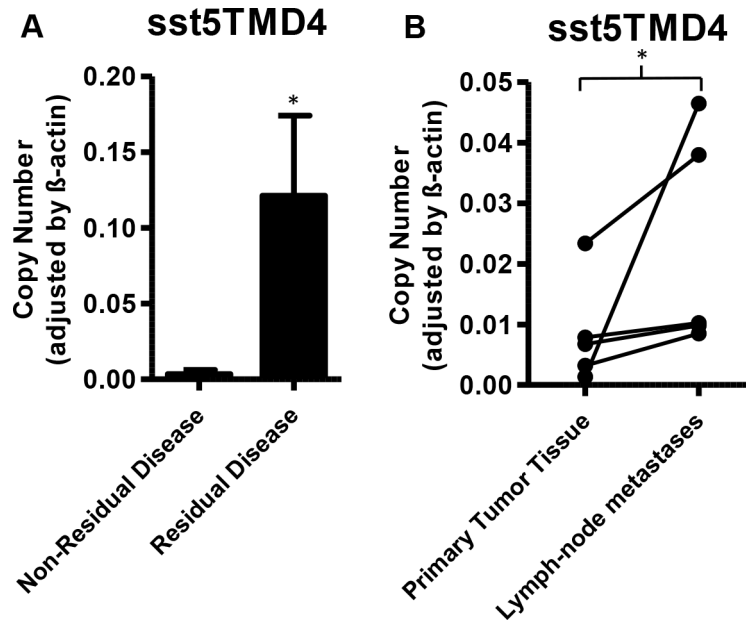 A
sst5TMD4
Copy Number
(adjusted by ß-actin)
0.20
0.15
0.10
0.05
0.00
*
Non-Residual Disease
Residual Disease
B
sst5TMD4
*
Copy Number
(adjusted by ß-actin)
0.05
0.04
0.03
0.02
0.01
0.00
Primary Tumor Tissue
Lymph-node metastases